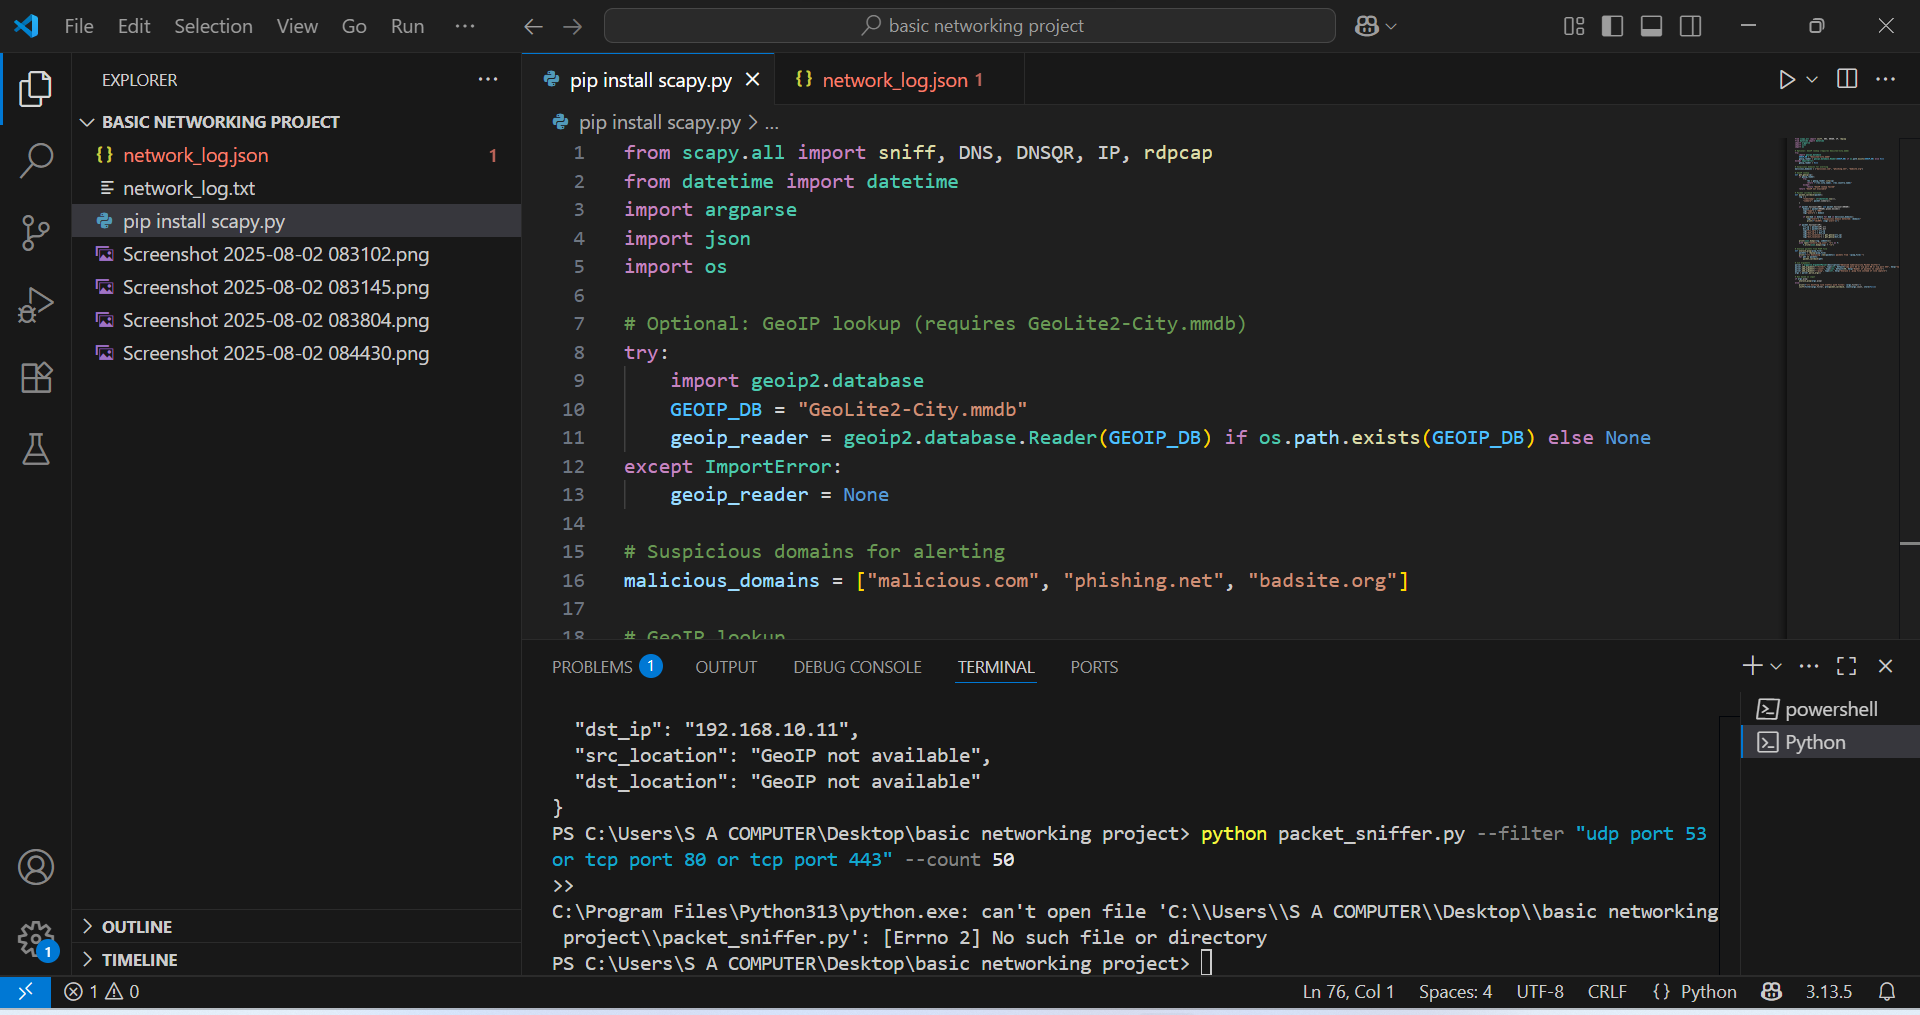 File Edit Selection View Go Run ··· basic networking project
EXPLORER ···
BASIC NETWORKING PROJECT
{} network_log.json 1
network_log.txt
pip install scapy.py
Screenshot 2025-08-02 083102.png
Screenshot 2025-08-02 083145.png
Screenshot 2025-08-02 083804.png
Screenshot 2025-08-02 084430.png
OUTLINE
TIMELINE
1
pip install scapy.py {} network_log.json 1
pip install scapy.py > ...
1 from scapy.all import sniff, DNS, DNSQR, IP, rdpcap
2 from datetime import datetime
3 import argparse
4 import json
5 import os
6
7 # Optional: GeoIP lookup (requires GeoLite2-City.mmdb)
8 try:
9 import geoip2.database
10 GEOIP_DB = "GeoLite2-City.mmdb"
11 geoip_reader = geoip2.database.Reader(GEOIP_DB) if os.path.exists(GEOIP_DB) else None
12 except ImportError:
13 geoip_reader = None
14
15 # Suspicious domains for alerting
16 malicious_domains = ["malicious.com", "phishing.net", "badsite.org"]
17
18 # GeoIP lookup
PROBLEMS 1 OUTPUT DEBUG CONSOLE TERMINAL PORTS
"dst_ip": "192.168.10.11",
"src_location": "GeoIP not available",
"dst_location": "GeoIP not available"
}
PS C:\Users\S A COMPUTER\Desktop\basic networking project> python packet_sniffer.py --filter "udp port 53
or tcp port 80 or tcp port 443" --count 50
>>
C:\Program Files\Python313\python.exe: can't open file 'C:\\Users\\S A COMPUTER\\Desktop\\basic networking
project\\packet_sniffer.py': [Errno 2] No such file or directory
PS C:\Users\S A COMPUTER\Desktop\basic networking project>
powershell
Python
1 0 Ln 76, Col 1 Spaces: 4 UTF-8 CRLF {} Python 3.13.5